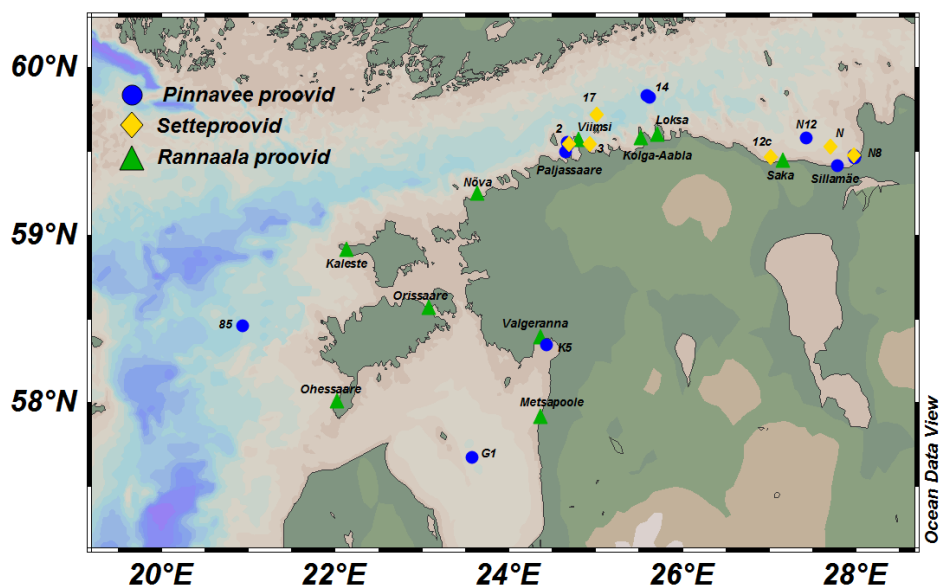 60°N
59°N
58°N
Pinnavee proovid
Setteproovid
Rannaala proovid
17
14
2
Viimsi
Loksa
3
Kolga-Aabla
Paljassaare
12c
N12
N
N8
Saka
Sillamäe
Nõva
Kaleste
Orissaare
85
Valgeranna
K5
Ohessaare
Metsapoole
G1
20°E
22°E
24°E
26°E
28°E
Ocean Data View